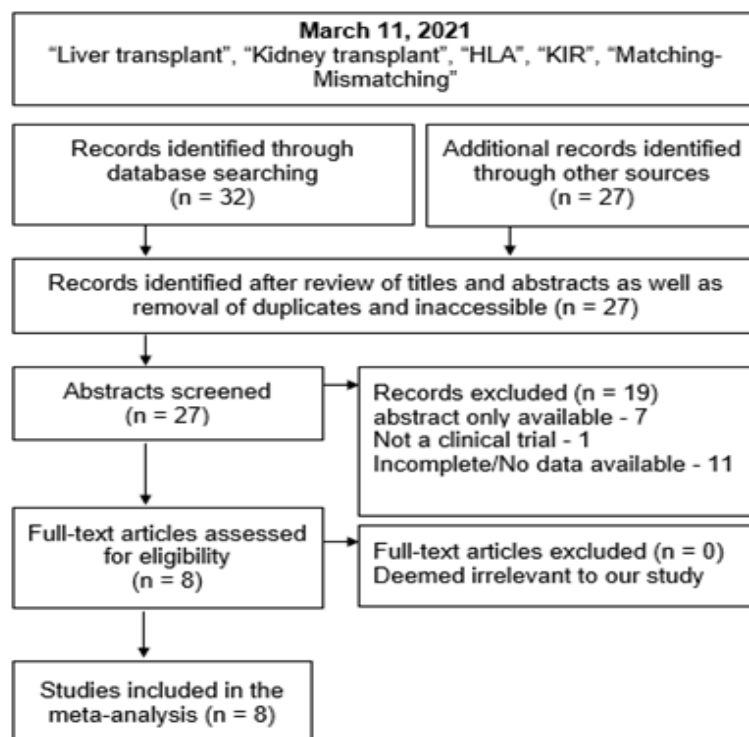 March 11, 2021
“Liver transplant”, “Kidney transplant”, “HLA”, “KIR”, “Matching-
Mismatching”
Records identified through
database searching
(n = 32)
Additional records identified
through other sources
(n = 27)
Records identified after review of titles and abstracts as well as
removal of duplicates and inaccessible (n = 27)
Abstracts screened
(n = 27)
Records excluded (n = 19)
abstract only available - 7
Not a clinical trial - 1
Incomplete/No data available - 11
Full-text articles assessed
for eligibility
(n = 8)
Full-text articles excluded (n = 0)
Deemed irrelevant to our study
Studies included in the
meta-analysis (n = 8)